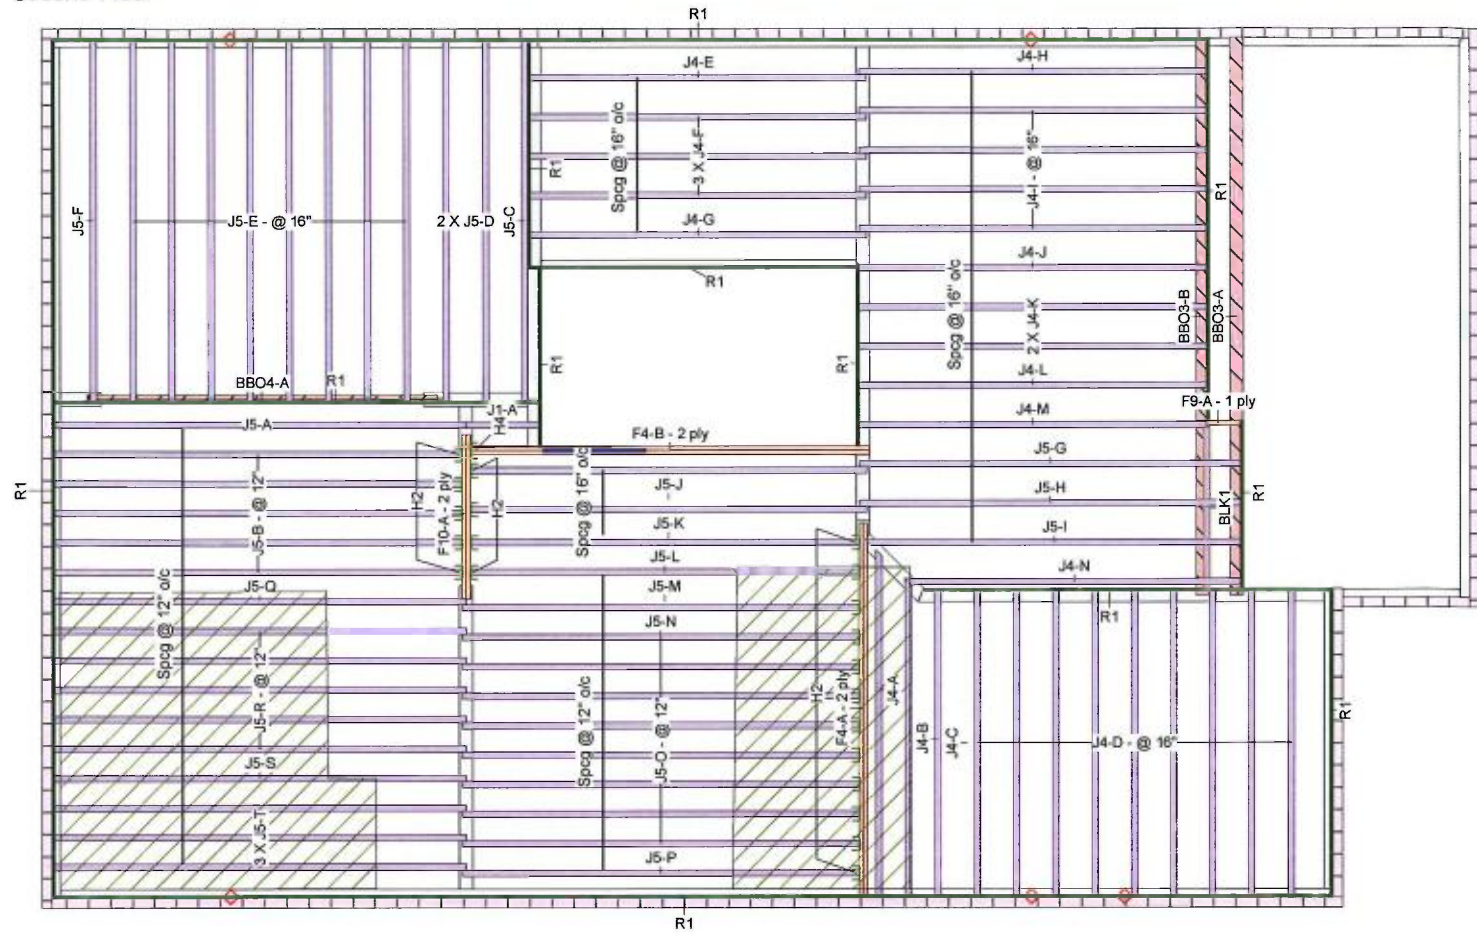 R1
J4-E
J4-H
Spcg @ 16" o/c
3 X J4-F
R1
J4-I - @ 16"
R1
J5-F
J5-E - @ 16"
2 X J5-D
J5-C
J4-G
J4-J
Spcg @ 16" o/c
R1
BBO3-B
BBO3-A
2 X J4-K
R1
R1
BBO4-A
R1
J4-L
F9-A - 1 ply
J1-A
J4-M
J5-A
H4
F4-B - 2 ply
J5-G
R1
J5-B - @ 12"
H2
F10-A - 2 ply
H2
Spcg @ 16" o/c
J5-J
J5-H
BLK1
R1
J5-K
J5-I
J5-L
J4-N
J5-Q
J5-M
R1
Spcg @ 12" o/c
J5-N
J5-R - @ 12"
H2
F4-A - 2 ply
J4-A
R1
Spcg @ 12" o/c
J5-O - @ 12"
J4-B
J4-C
J4-D - @ 16"
J5-S
3 X J5-T
J5-P
R1